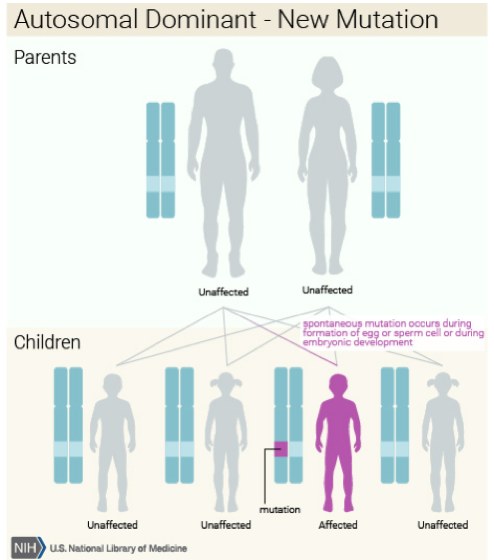 Autosomal Dominant - New Mutation
Parents
Unaffected
Unaffected
spontaneous mutation occurs during
formation of egg or sperm cell or during
embryonic development
Children
mutation
Unaffected
Unaffected
Affected
Unaffected
NIH U.S. National Library of Medicine